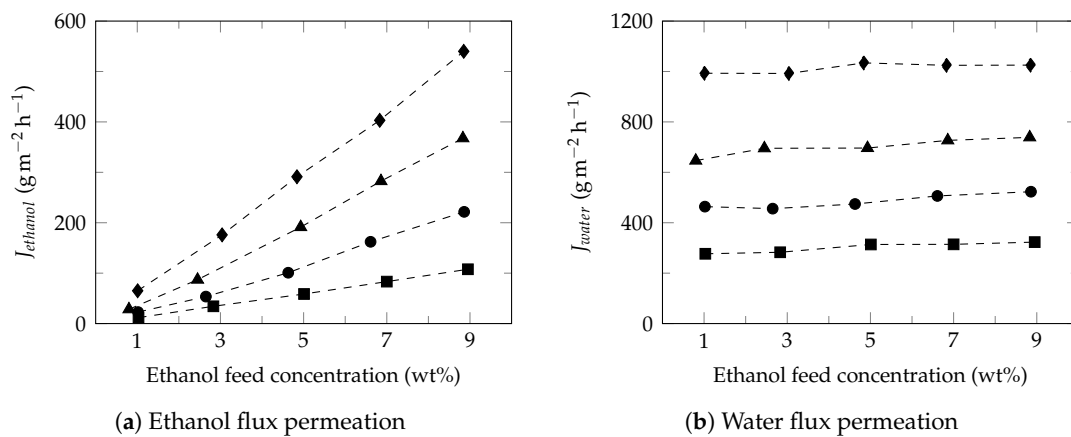 600
400
200
0
J_ethanol (g m⁻² h⁻¹)
1 3 5 7 9
Ethanol feed concentration (wt%)
(a) Ethanol flux permeation
1200
800
400
0
J_water (g m⁻² h⁻¹)
1 3 5 7 9
Ethanol feed concentration (wt%)
(b) Water flux permeation